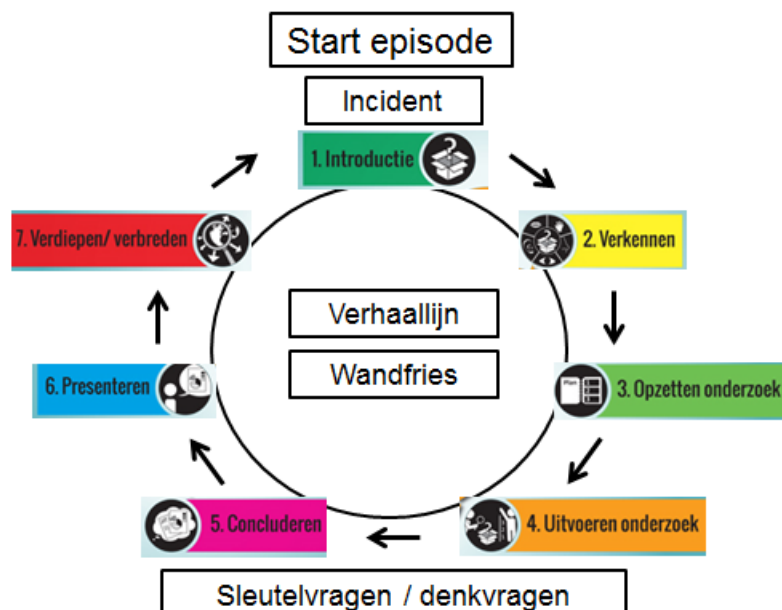 Start episode
Incident
1. Introductie
7. Verdiepen/ verbreden
2. Verkennen
Verhaallijn
Wandfries
6. Presenteren
Plan
3. Opzetten onderzoek
5. Concluderen
4. Uitvoeren onderzoek
Sleutelvragen / denkvragen